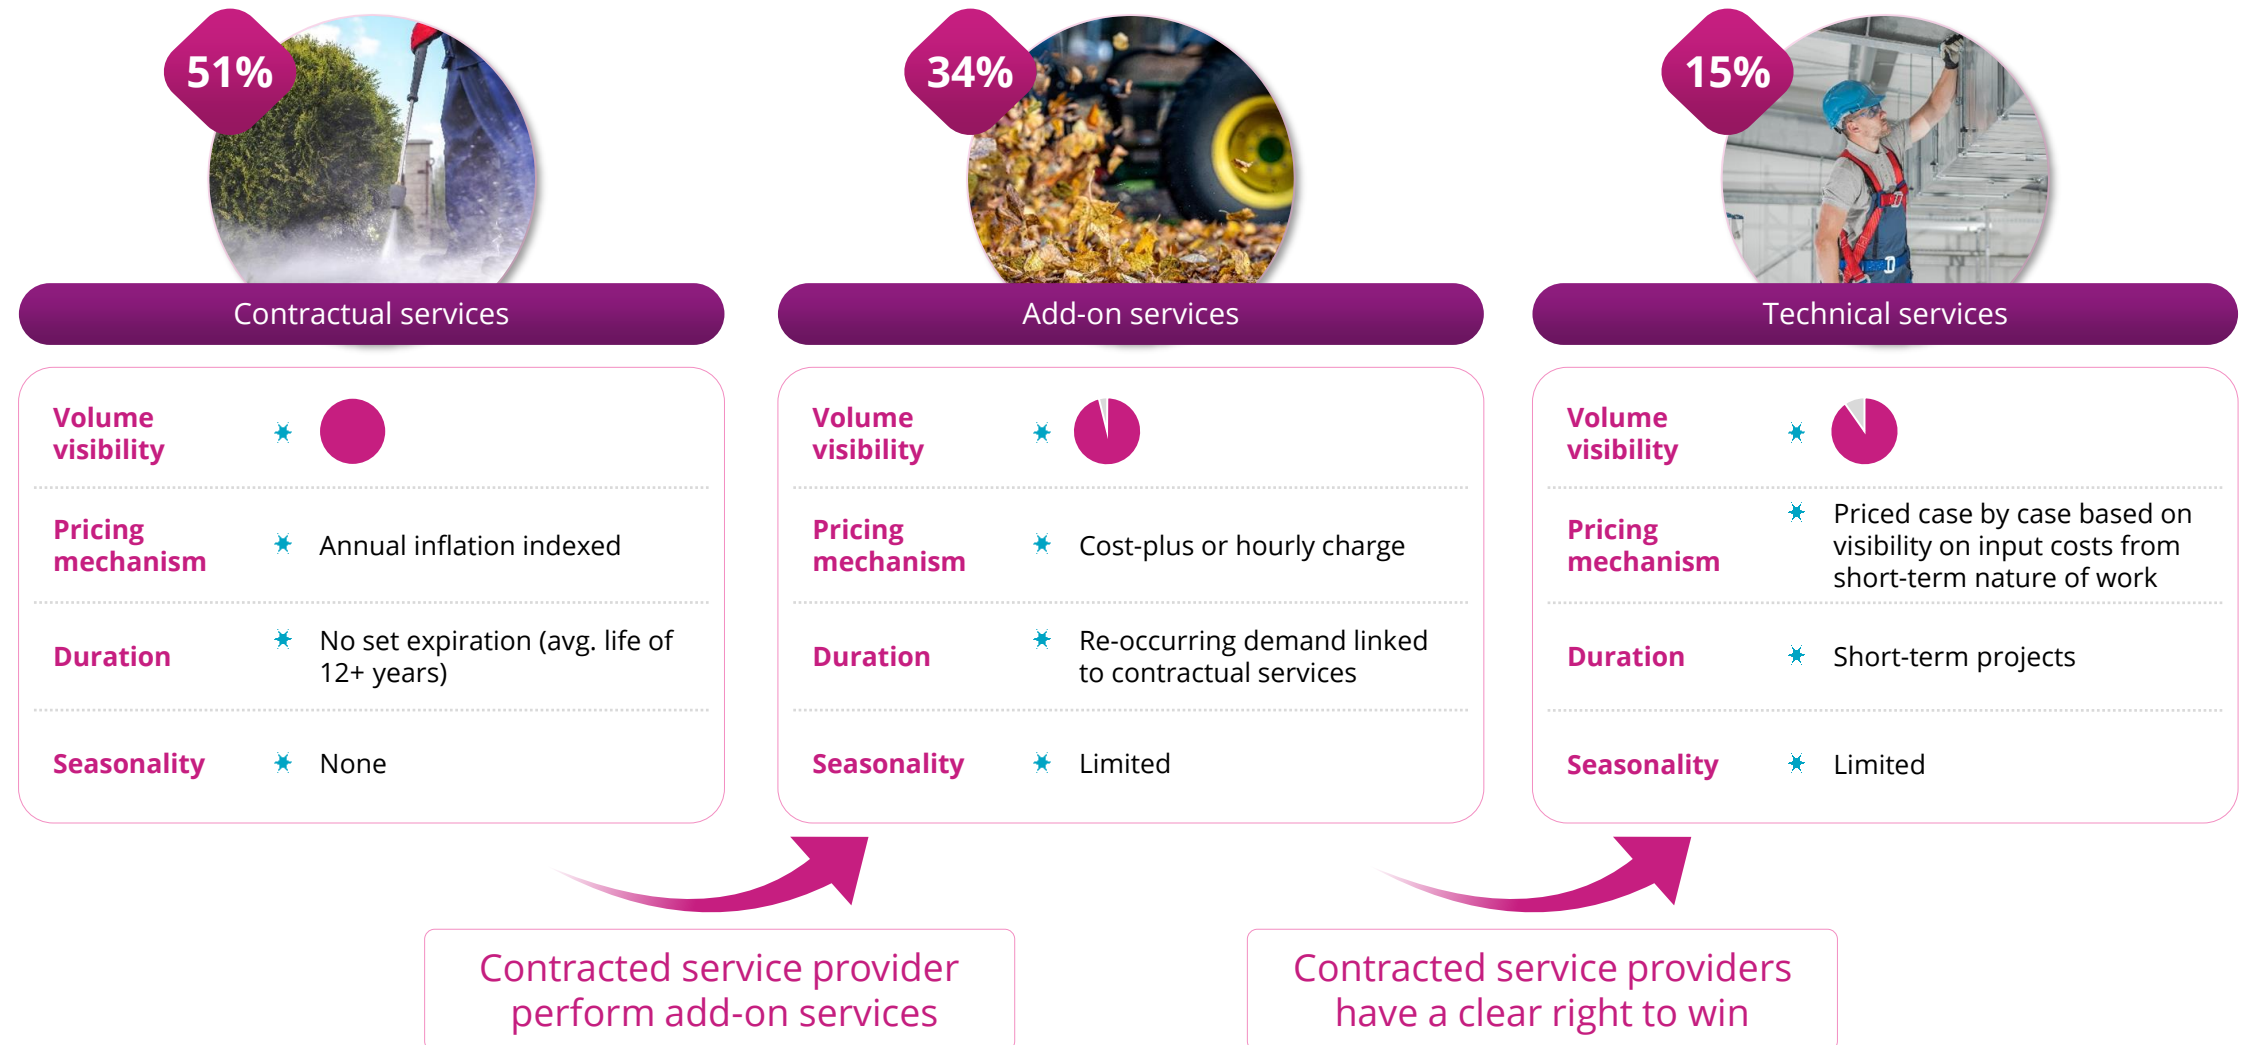 51%
34%
15%
Contractual services
Add-on services
Technical services
Volume
visibility
Pricing
mechanism
Annual inflation indexed
Duration
No set expiration (avg. life of
12+ years)
Seasonality
None
Volume
visibility
Pricing
mechanism
Cost-plus or hourly charge
Duration
Re-occurring demand linked
to contractual services
Seasonality
Limited
Volume
visibility
Pricing
mechanism
Priced case by case based on
visibility on input costs from
short-term nature of work
Duration
Short-term projects
Seasonality
Limited
Contracted service provider
perform add-on services
Contracted service providers
have a clear right to win